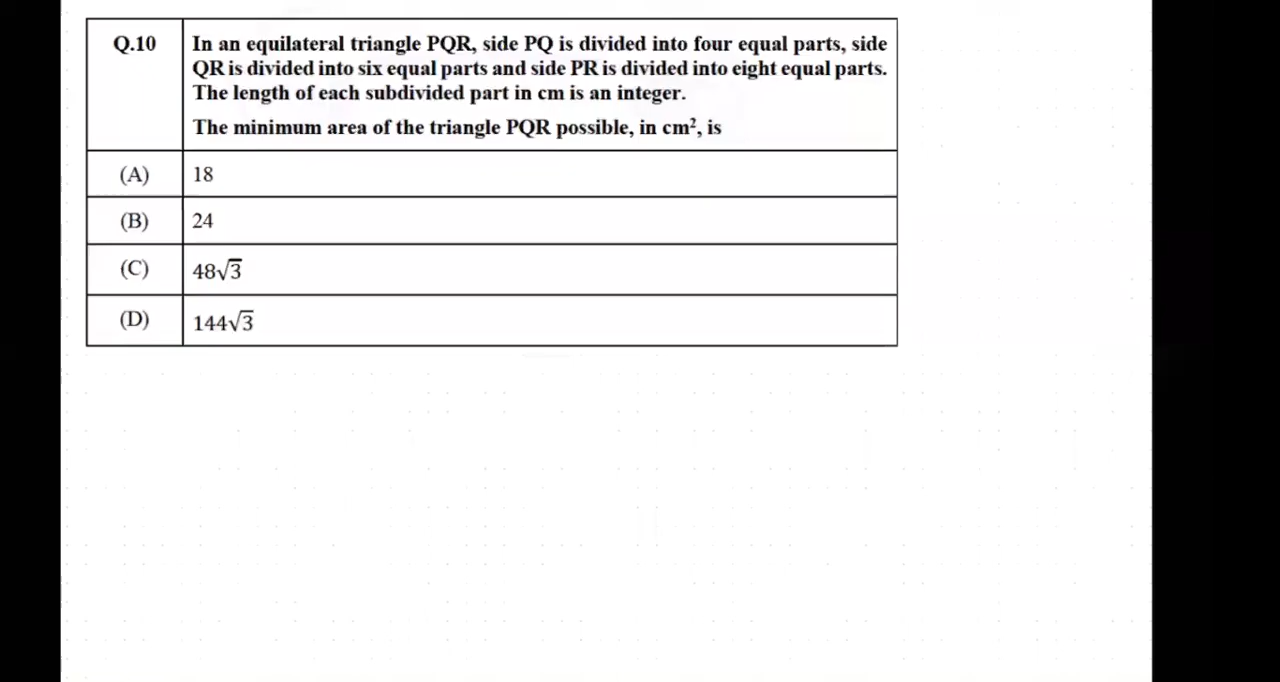 Q.10 In an equilateral triangle PQR, side PQ is divided into four equal parts, side
QR is divided into six equal parts and side PR is divided into eight equal parts.
The length of each subdivided part in cm is an integer.
The minimum area of the triangle PQR possible, in cm², is
(A) 18
(B) 24
(C) 48√3
(D) 144√3